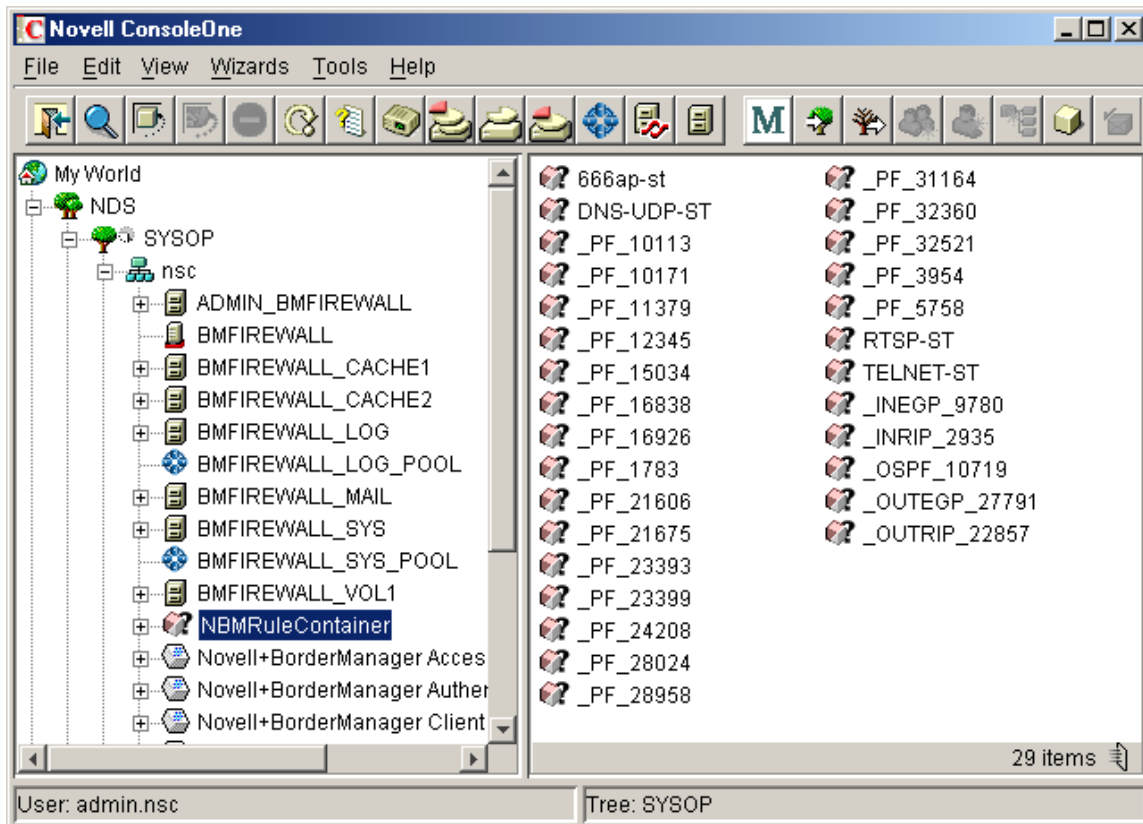 Novell ConsoleOne
File Edit View Wizards Tools Help
M
My World
NDS
SYSOP
nsc
ADMIN_BMFIREWALL
BMFIREWALL
BMFIREWALL_CACHE1
BMFIREWALL_CACHE2
BMFIREWALL_LOG
BMFIREWALL_LOG_POOL
BMFIREWALL_MAIL
BMFIREWALL_SYS
BMFIREWALL_SYS_POOL
BMFIREWALL_VOL1
NBMRuleContainer
Novell+BorderManager Acces
Novell+BorderManager Auther
Novell+BorderManager Client
666ap-st
DNS-UDP-ST
_PF_10113
_PF_10171
_PF_11379
_PF_12345
_PF_15034
_PF_16838
_PF_16926
_PF_1783
_PF_21606
_PF_21675
_PF_23393
_PF_23399
_PF_24208
_PF_28024
_PF_28958
_PF_31164
_PF_32360
_PF_32521
_PF_3954
_PF_5758
RTSP-ST
TELNET-ST
_INEGP_9780
_INRIP_2935
_OSPF_10719
_OUTEGP_27791
_OUTRIP_22857
29 items
User: admin.nsc
Tree: SYSOP